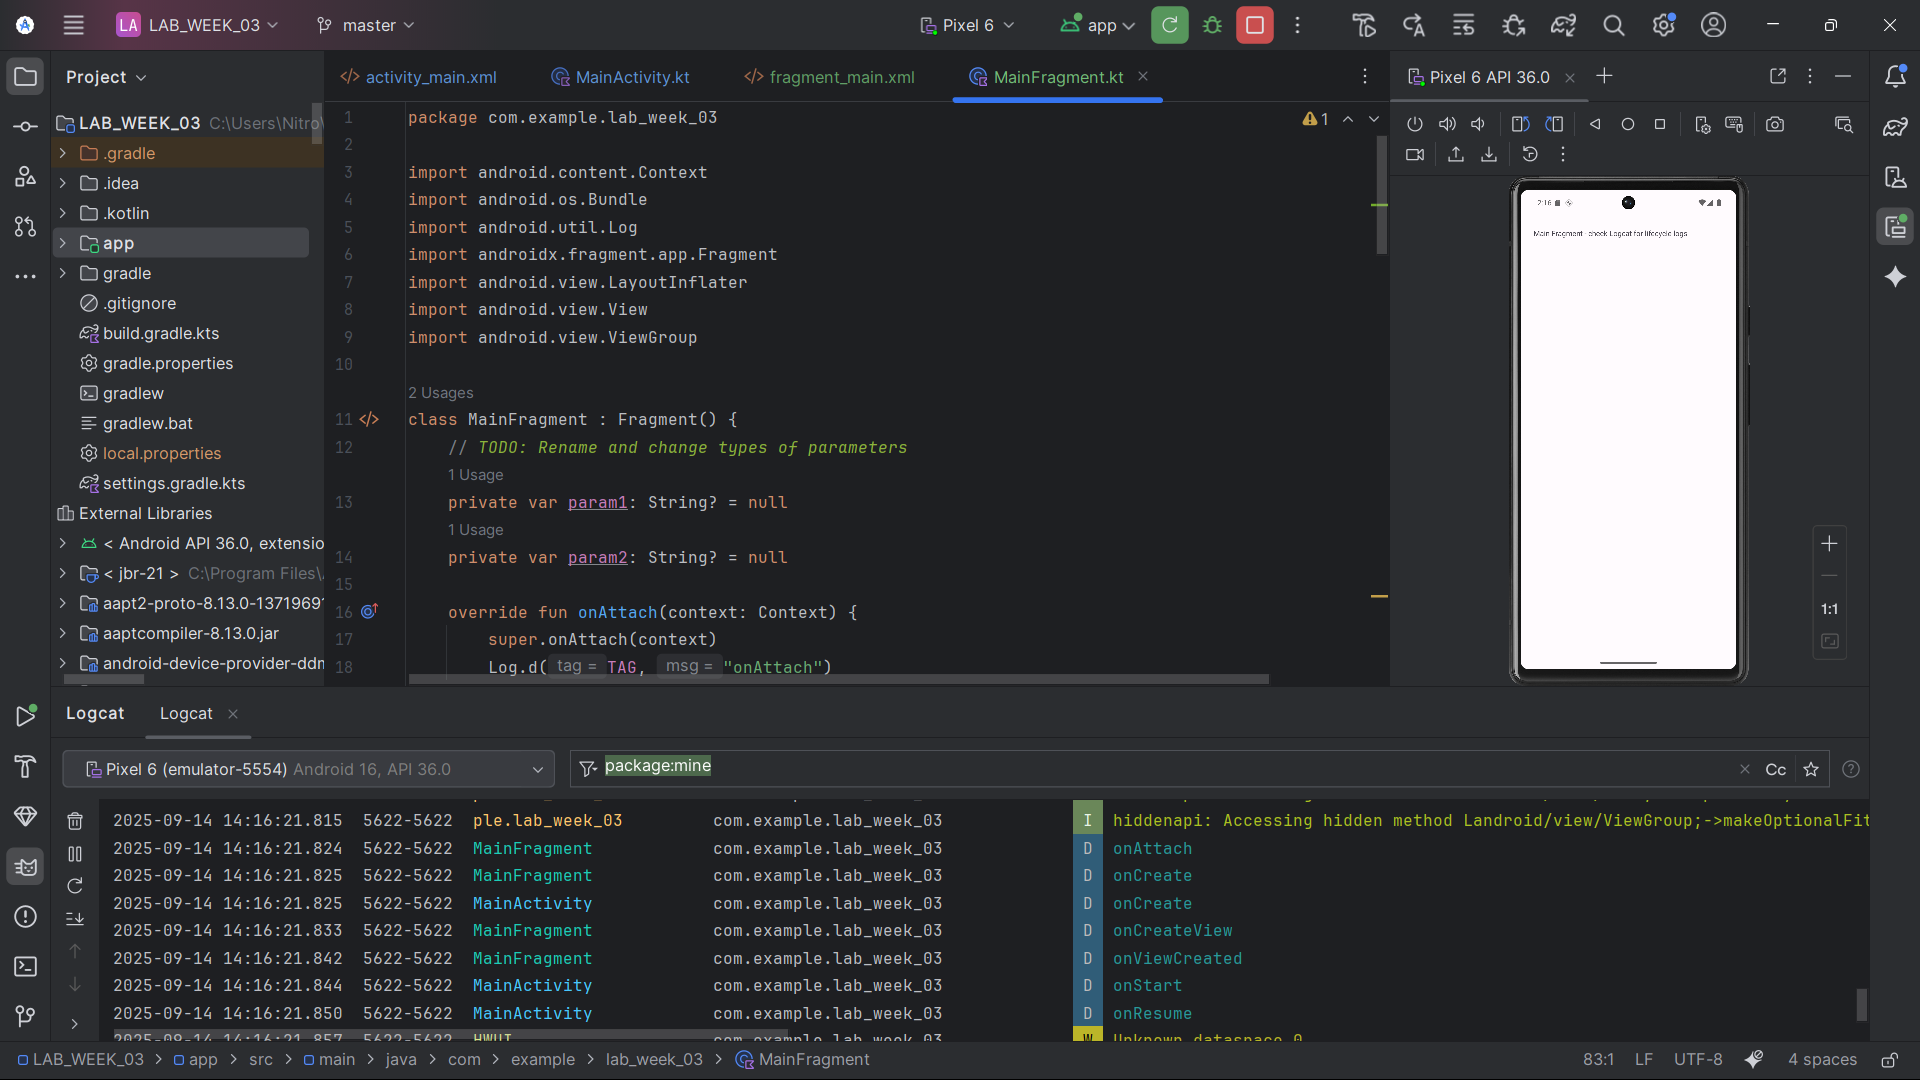 LA LAB_WEEK_03 master Pixel 6 app
Project
activity_main.xml MainActivity.kt fragment_main.xml MainFragment.kt
Pixel 6 API 36.0
LAB_WEEK_03 C:\Users\Nitro\
.gradle
.idea
.kotlin
app
gradle
.gitignore
build.gradle.kts
gradle.properties
gradlew
gradlew.bat
local.properties
settings.gradle.kts
External Libraries
< Android API 36.0, extensio
< jbr-21 > C:\Program Files\
aapt2-proto-8.13.0-1371969
aaptcompiler-8.13.0.jar
android-device-provider-ddm
1 package com.example.lab_week_03
1
2
3 import android.content.Context
4 import android.os.Bundle
5 import android.util.Log
6 import androidx.fragment.app.Fragment
7 import android.view.LayoutInflater
8 import android.view.View
9 import android.view.ViewGroup
10
2 Usages
11 class MainFragment : Fragment() {
12 // TODO: Rename and change types of parameters
1 Usage
13 private var param1: String? = null
1 Usage
14 private var param2: String? = null
15
16 override fun onAttach(context: Context) {
17 super.onAttach(context)
18 Log.d( tag = TAG, msg = "onAttach")
2:16
Main Fragment - check Logcat for lifecycle logs
1:1
Logcat Logcat
Pixel 6 (emulator-5554) Android 16, API 36.0
package:mine
Cc
2025-09-14 14:16:21.815 5622-5622 ple.lab_week_03 com.example.lab_week_03 I hiddenapi: Accessing hidden method Landroid/view/ViewGroup;->makeOptionalFit
2025-09-14 14:16:21.824 5622-5622 MainFragment com.example.lab_week_03 D onAttach
2025-09-14 14:16:21.825 5622-5622 MainFragment com.example.lab_week_03 D onCreate
2025-09-14 14:16:21.825 5622-5622 MainActivity com.example.lab_week_03 D onCreate
2025-09-14 14:16:21.833 5622-5622 MainFragment com.example.lab_week_03 D onCreateView
2025-09-14 14:16:21.842 5622-5622 MainFragment com.example.lab_week_03 D onViewCreated
2025-09-14 14:16:21.844 5622-5622 MainActivity com.example.lab_week_03 D onStart
2025-09-14 14:16:21.850 5622-5622 MainActivity com.example.lab_week_03 D onResume
2025-09-14 14:16:21.857 5622-5622 HWUI com.example.lab_week_03 W Unknown dataspace 0
LAB_WEEK_03 > app > src > main > java > com > example > lab_week_03 > MainFragment
83:1 LF UTF-8 4 spaces